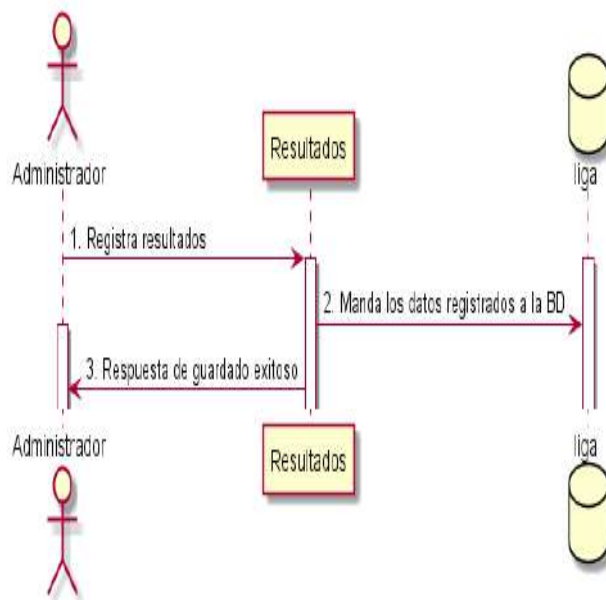 Administrador
Resultados
liga
1. Registra resultados
2. Manda los datos registrados a la BD
3. Respuesta de guardado exitoso
Administrador
Resultados
liga